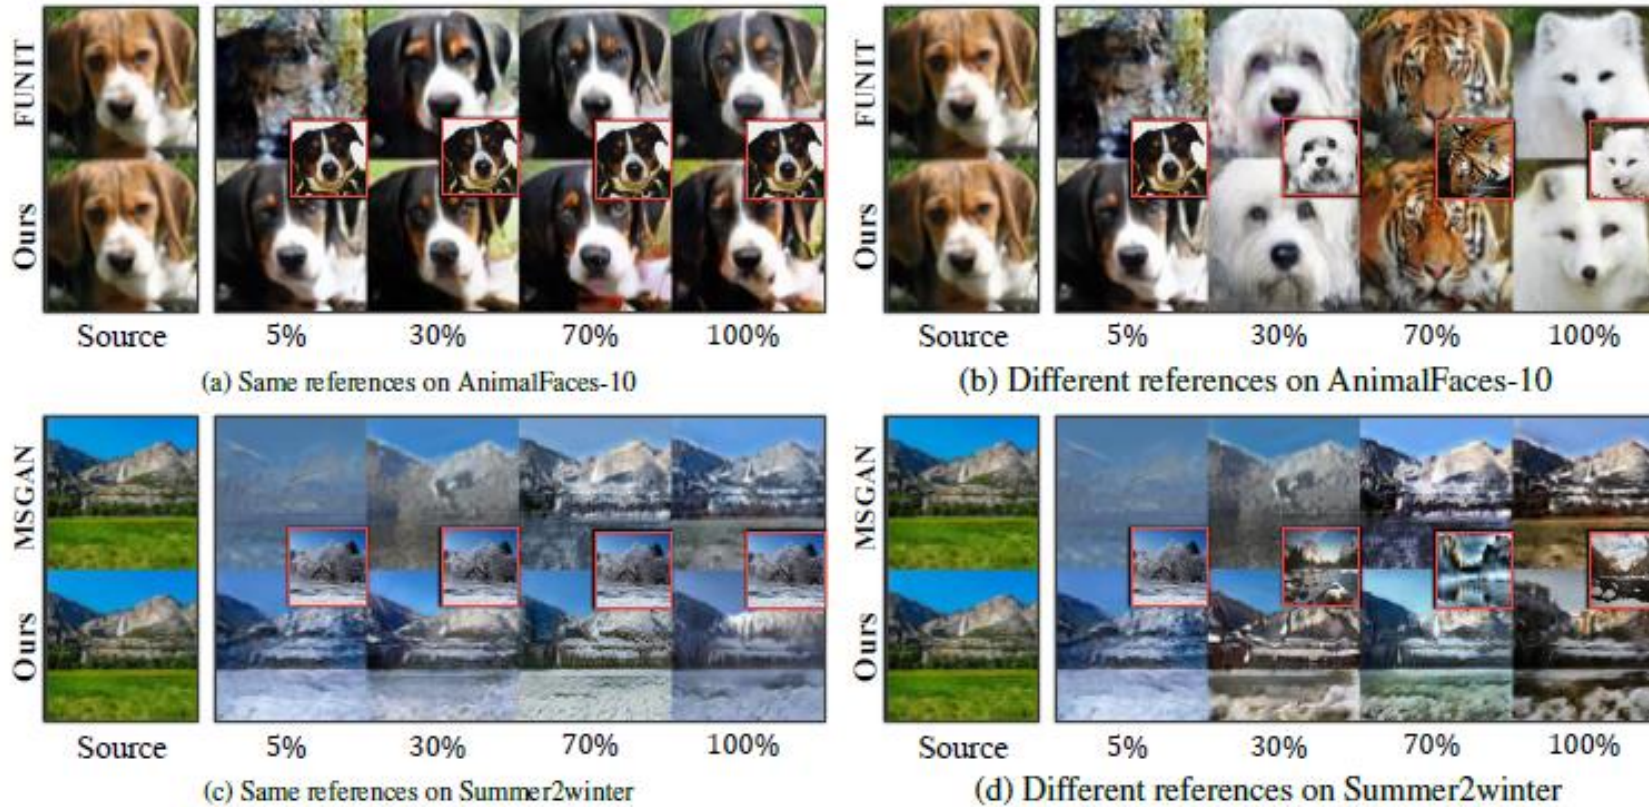 FUNIT
Ours
Source 5% 30% 70% 100%
(a) Same references on AnimalFaces-10
FUNIT
Ours
Source 5% 30% 70% 100%
(b) Different references on AnimalFaces-10
MSGAN
Ours
Source 5% 30% 70% 100%
(c) Same references on Summer2winter
MSGAN
Ours
Source 5% 30% 70% 100%
(d) Different references on Summer2winter